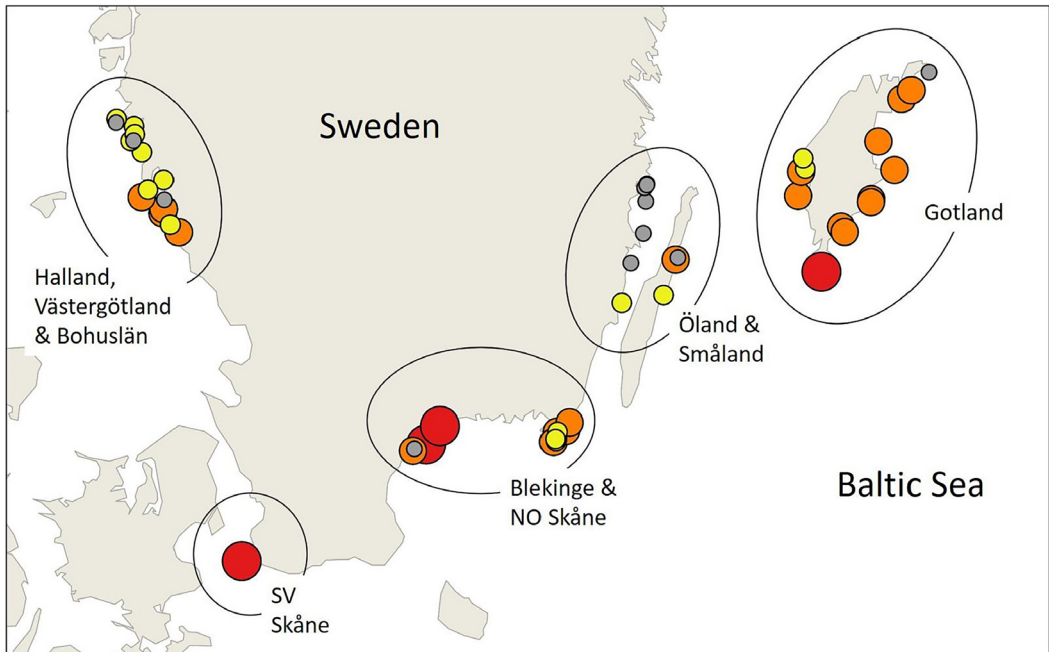 Sweden
Gotland
Halland,
Västergötland
& Bohuslän
Öland &
Småland
Blekinge &
NO Skåne
Baltic Sea
SV
Skåne